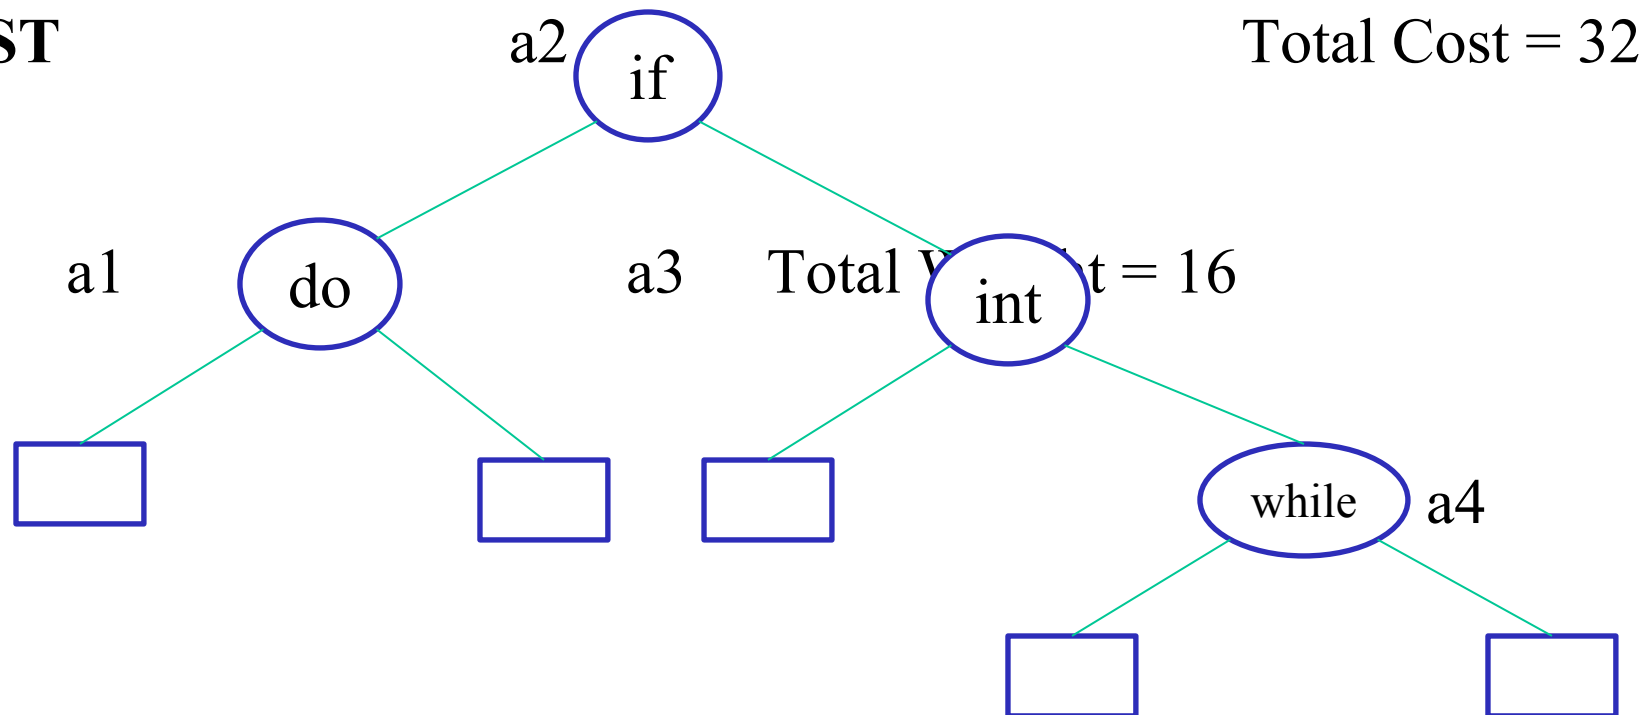 ST a2 if Total Cost = 32
a1 do a3 Total int t = 16
while a4